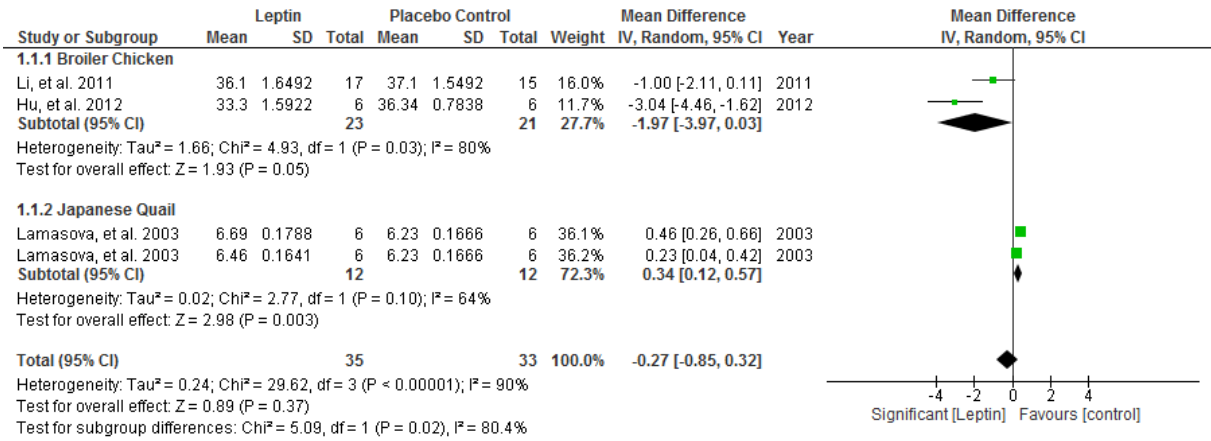 Leptin Placebo Control Mean Difference Mean Difference
Study or Subgroup Mean SD Total Mean SD Total Weight IV, Random, 95% CI Year IV, Random, 95% CI
1.1.1 Broiler Chicken
Li, et al. 2011 36.1 1.6492 17 37.1 1.5492 15 16.0% -1.00 [-2.11, 0.11] 2011
Hu, et al. 2012 33.3 1.5922 6 36.34 0.7838 6 11.7% -3.04 [-4.46, -1.62] 2012
Subtotal (95% CI) 23 21 27.7% -1.97 [-3.97, 0.03]
Heterogeneity: Tau² = 1.66; Chi² = 4.93, df = 1 (P = 0.03); I² = 80%
Test for overall effect: Z = 1.93 (P = 0.05)
1.1.2 Japanese Quail
Lamasova, et al. 2003 6.69 0.1788 6 6.23 0.1666 6 36.1% 0.46 [0.26, 0.66] 2003
Lamasova, et al. 2003 6.46 0.1641 6 6.23 0.1666 6 36.2% 0.23 [0.04, 0.42] 2003
Subtotal (95% CI) 12 12 72.3% 0.34 [0.12, 0.57]
Heterogeneity: Tau² = 0.02; Chi² = 2.77, df = 1 (P = 0.10); I² = 64%
Test for overall effect: Z = 2.98 (P = 0.003)
Total (95% CI) 35 33 100.0% -0.27 [-0.85, 0.32]
Heterogeneity: Tau² = 0.24; Chi² = 29.62, df = 3 (P < 0.00001); I² = 90%
Test for overall effect: Z = 0.89 (P = 0.37)
Test for subgroup differences: Chi² = 5.09, df = 1 (P = 0.02), I² = 80.4%
-4 -2 0 2 4
Significant [Leptin] Favours [control]